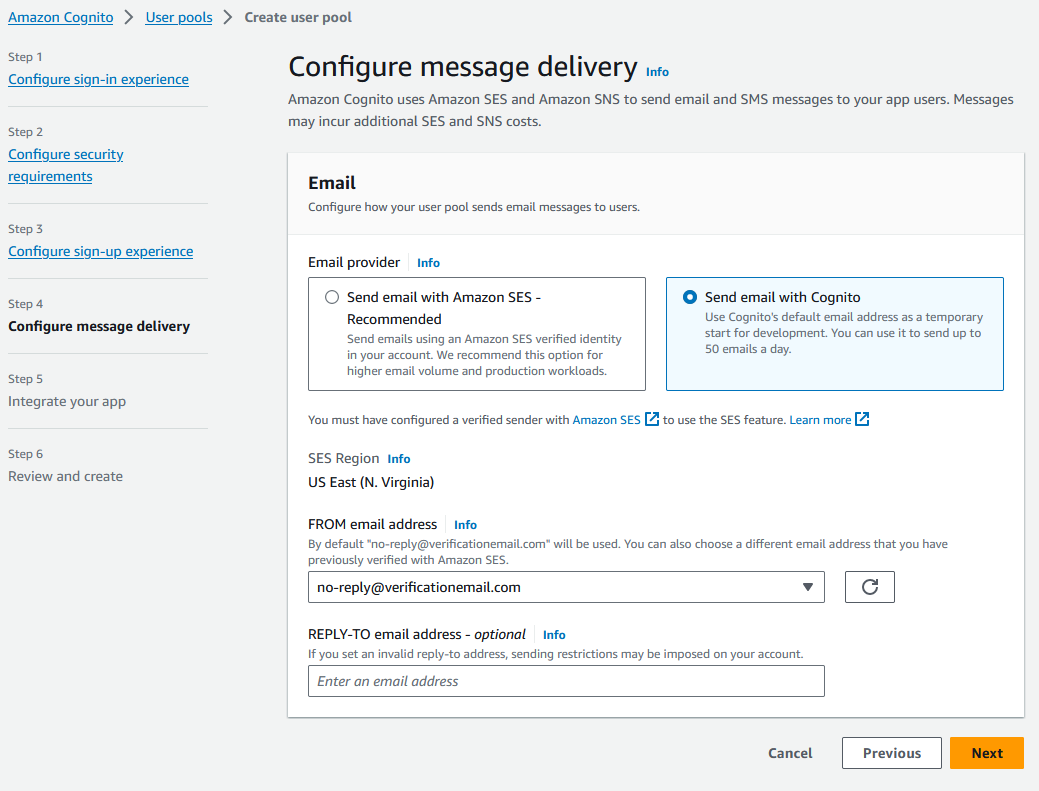 Amazon Cognito > User pools > Create user pool
Step 1
Configure sign-in experience
Step 2
Configure security
requirements
Step 3
Configure sign-up experience
Step 4
Configure message delivery
Step 5
Integrate your app
Step 6
Review and create
Configure message delivery Info
Amazon Cognito uses Amazon SES and Amazon SNS to send email and SMS messages to your app users. Messages
may incur additional SES and SNS costs.
Email
Configure how your user pool sends email messages to users.
Email provider Info
Send email with Amazon SES -
Recommended
Send emails using an Amazon SES verified identity
in your account. We recommend this option for
higher email volume and production workloads.
Send email with Cognito
Use Cognito's default email address as a temporary
start for development. You can use it to send up to
50 emails a day.
You must have configured a verified sender with Amazon SES to use the SES feature. Learn more
SES Region Info
US East (N. Virginia)
FROM email address Info
By default "no-reply@verificationemail.com" will be used. You can also choose a different email address that you have
previously verified with Amazon SES.
no-reply@verificationemail.com
REPLY-TO email address - optional Info
If you set an invalid reply-to address, sending restrictions may be imposed on your account.
Enter an email address
Cancel Previous Next